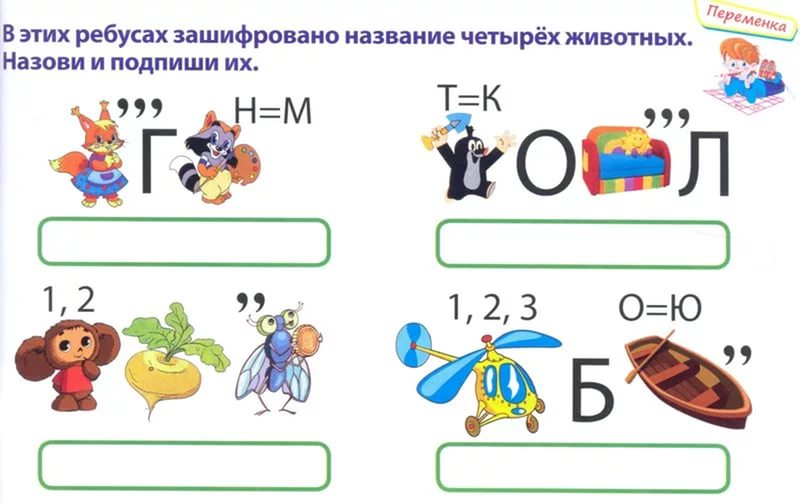 Переменка
В этих ребусах зашифровано название четырёх животных.
Назови и подпиши их.
,,, Г Н=М
Т=К О ,,, Л
1, 2 ,,
1, 2, 3 Б О=Ю ,,